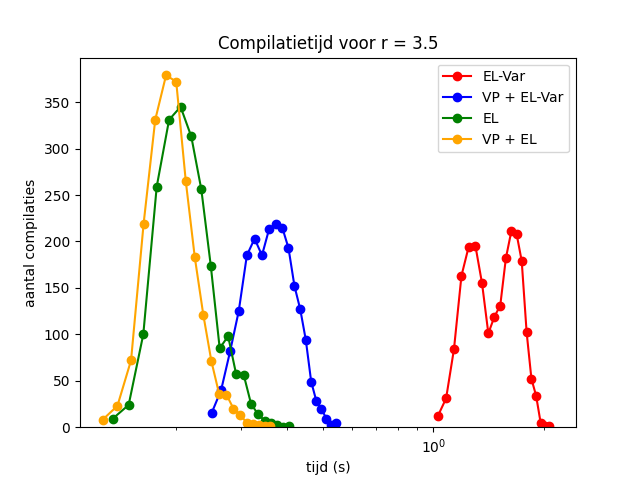 Compilatietijd voor r = 3.5
EL-Var
VP + EL-Var
EL
VP + EL
aantal compilaties
350
300
250
200
150
100
50
0
10⁰
tijd (s)